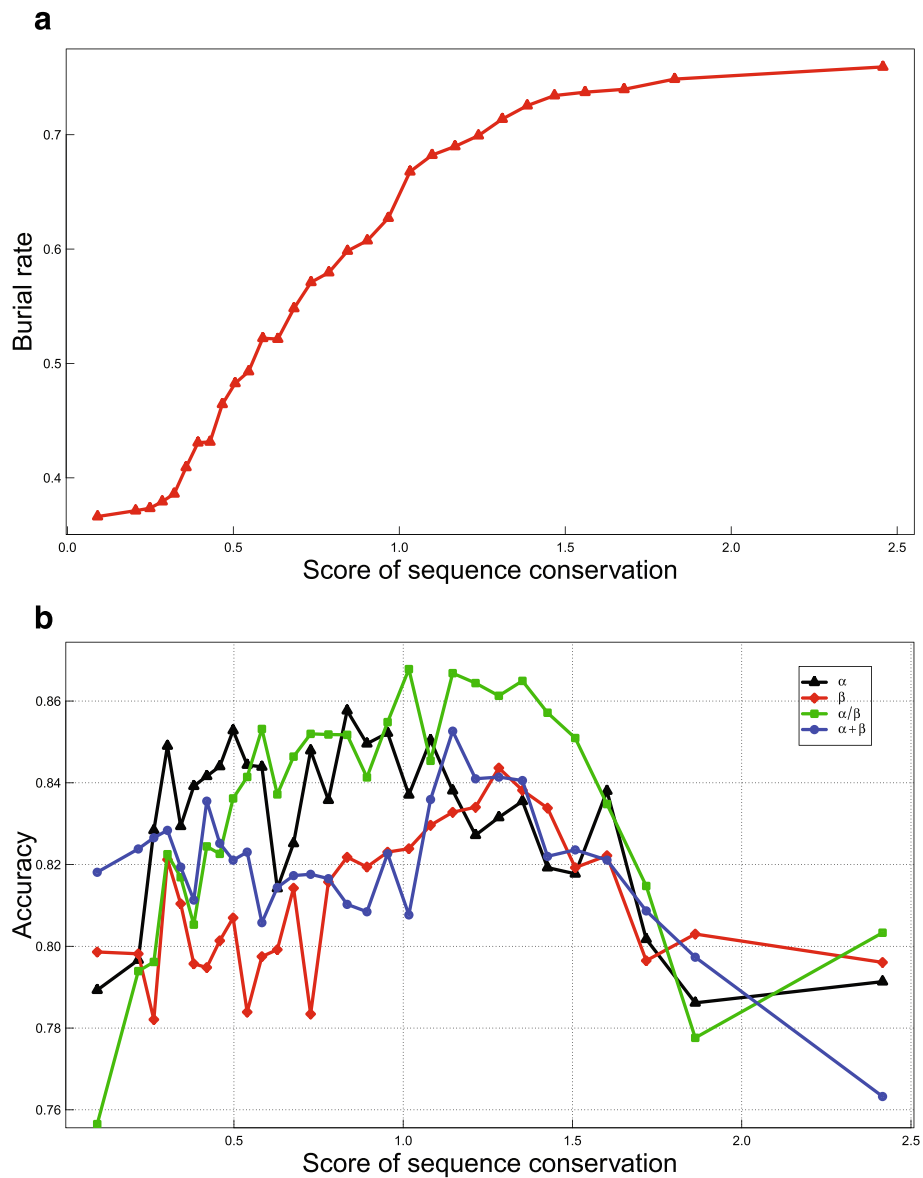 a
0.7
0.6
0.5
0.4
Burial rate
0.0 0.5 1.0 1.5 2.0 2.5
Score of sequence conservation
b
0.86
0.84
0.82
0.80
0.78
0.76
Accuracy
α
β
α/β
α+β
0.5 1.0 1.5 2.0 2.5
Score of sequence conservation